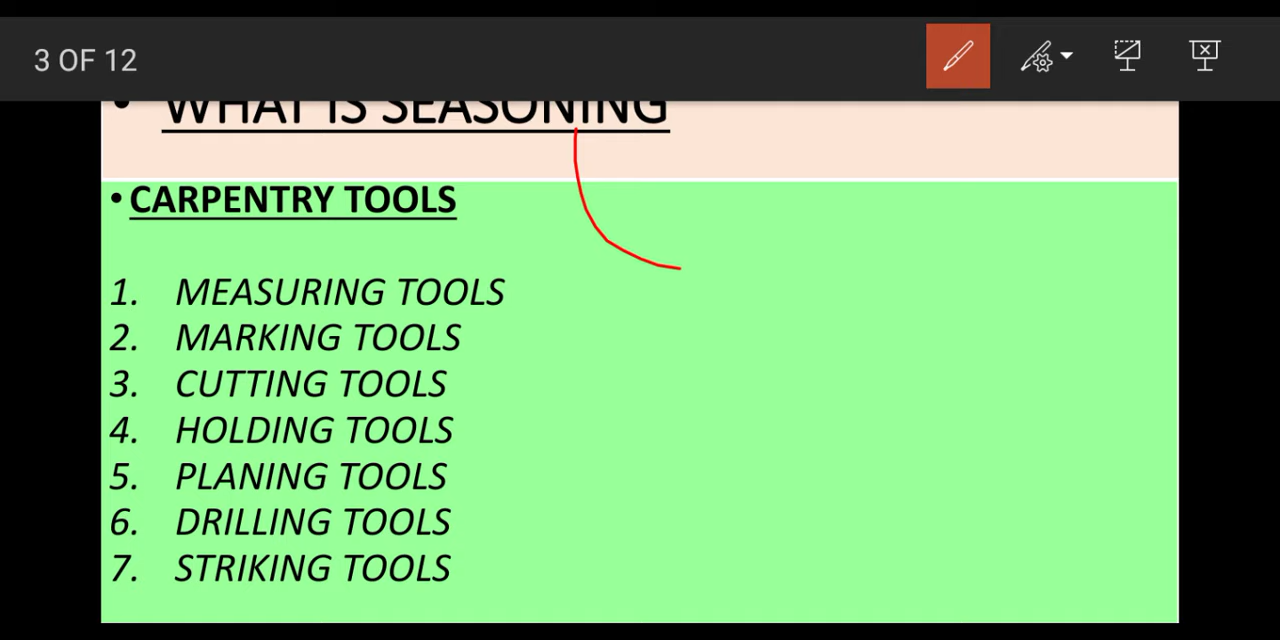 3 OF 12
• WHAT IS SEASONING
• CARPENTRY TOOLS
1. MEASURING TOOLS
2. MARKING TOOLS
3. CUTTING TOOLS
4. HOLDING TOOLS
5. PLANING TOOLS
6. DRILLING TOOLS
7. STRIKING TOOLS